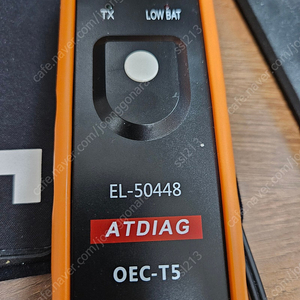 TX LOW BAT
EL-50448
ATDIAG
OEC-T5